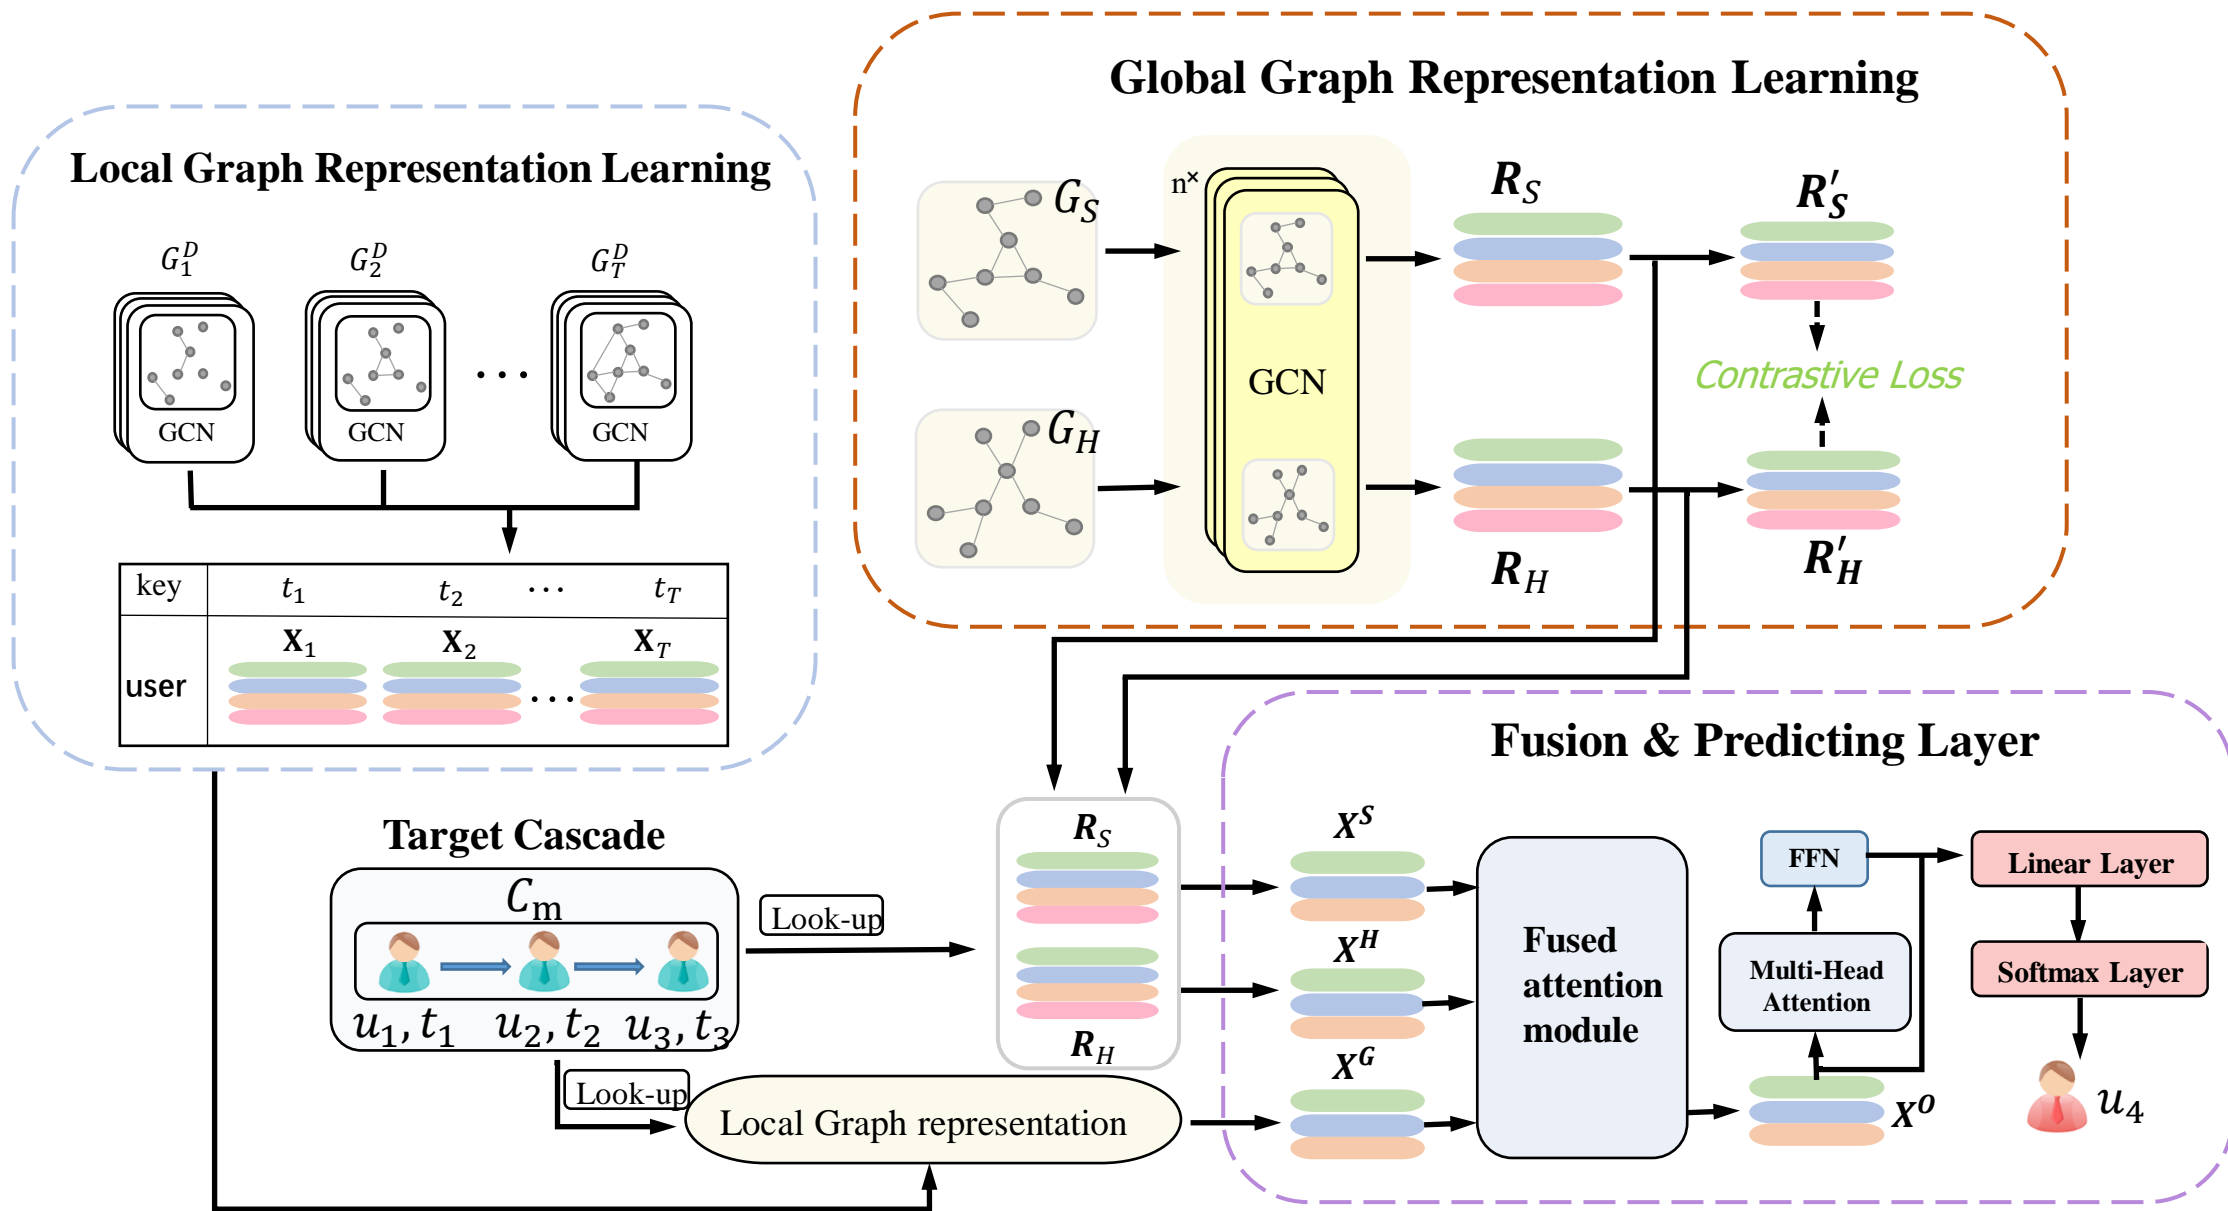 Global Graph Representation Learning
Local Graph Representation Learning
G_1^D
G_2^D
G_T^D
...
GCN
GCN
GCN
key
t_1
t_2
...
t_T
user
X_1
X_2
X_T
...
G_S
G_H
n×
GCN
R_S
R'_S
Contrastive Loss
R_H
R'_H
Target Cascade
C_m
u_1, t_1
u_2, t_2
u_3, t_3
Look-up
Look-up
R_S
R_H
Local Graph representation
Fusion & Predicting Layer
X^S
X^H
X^G
Fused
attention
module
FFN
Multi-Head
Attention
X^O
Linear Layer
Softmax Layer
u_4